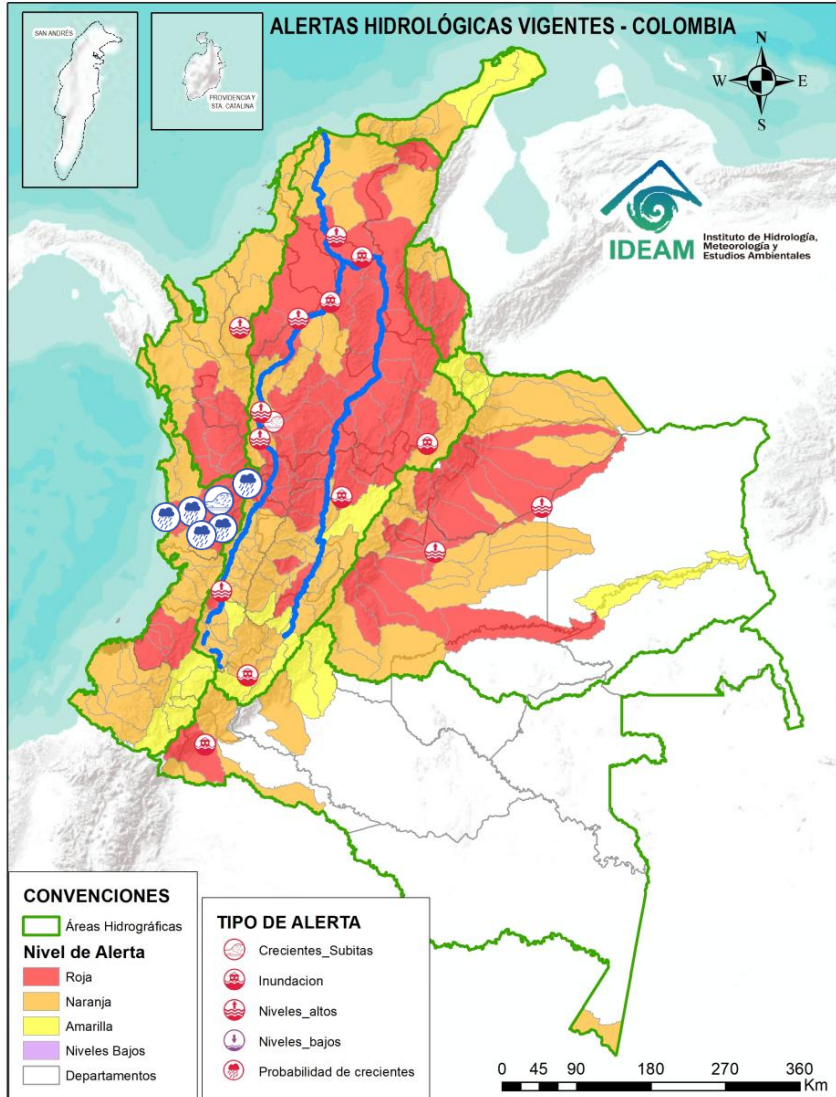 ALERTAS HIDROLÓGICAS VIGENTES - COLOMBIA
SAN ANDRÉS
PROVIDENCIA Y
STA. CATALINA
N
W
E
S
IDEAM
Instituto de Hidrología,
Meteorología y
Estudios Ambientales
CONVENCIONES
Áreas Hidrográficas
Nivel de Alerta
Roja
Naranja
Amarilla
Niveles Bajos
Departamentos
TIPO DE ALERTA
Crecientes_Subitas
Inundacion
Niveles_altos
Niveles_bajos
Probabilidad de crecientes
0 45 90 180 270 360
Km